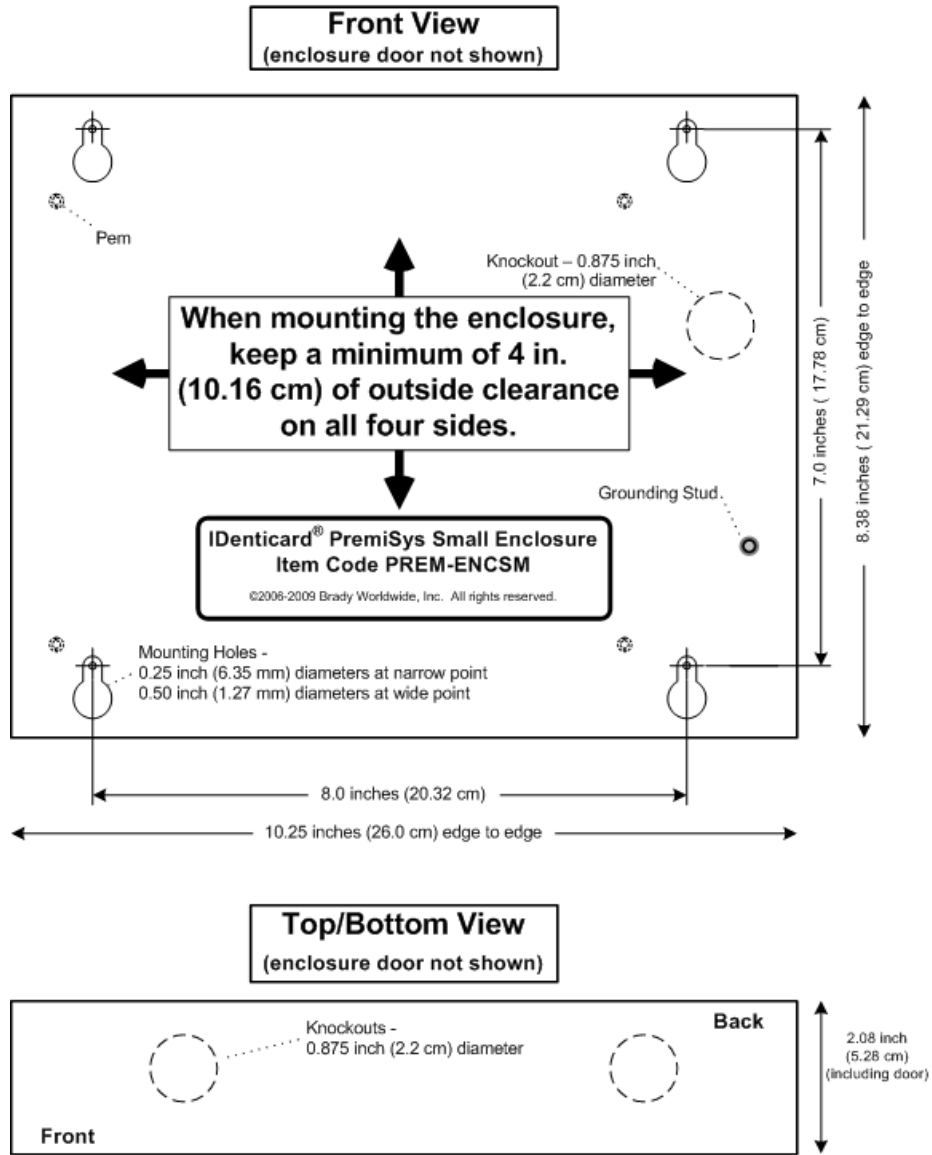 Front View
(enclosure door not shown)
Pem
Knockout – 0.875 inch
(2.2 cm) diameter
When mounting the enclosure,
keep a minimum of 4 in.
(10.16 cm) of outside clearance
on all four sides.
7.0 inches ( 17.78 cm)
8.38 inches ( 21.29 cm) edge to edge
Grounding Stud
IDenticard® PremiSys Small Enclosure
Item Code PREM-ENCSM
©2006-2009 Brady Worldwide, Inc.  All rights reserved.
Mounting Holes -
0.25 inch (6.35 mm) diameters at narrow point
0.50 inch (1.27 mm) diameters at wide point
8.0 inches (20.32 cm)
10.25 inches (26.0 cm) edge to edge
Top/Bottom View
(enclosure door not shown)
Knockouts -
0.875 inch (2.2 cm) diameter
Back
2.08 inch
(5.28 cm)
(including door)
Front